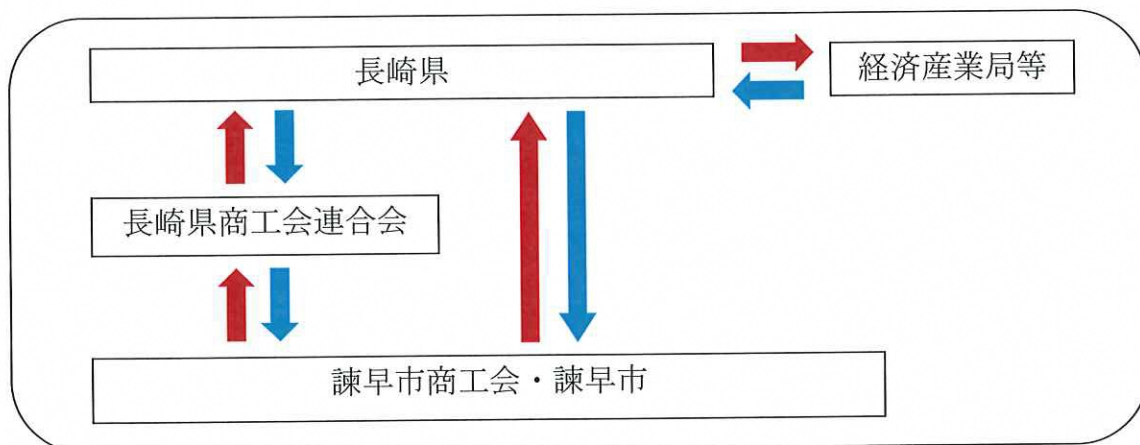 長崎県
経済産業局等
長崎県商工会連合会
諫早市商工会・諫早市